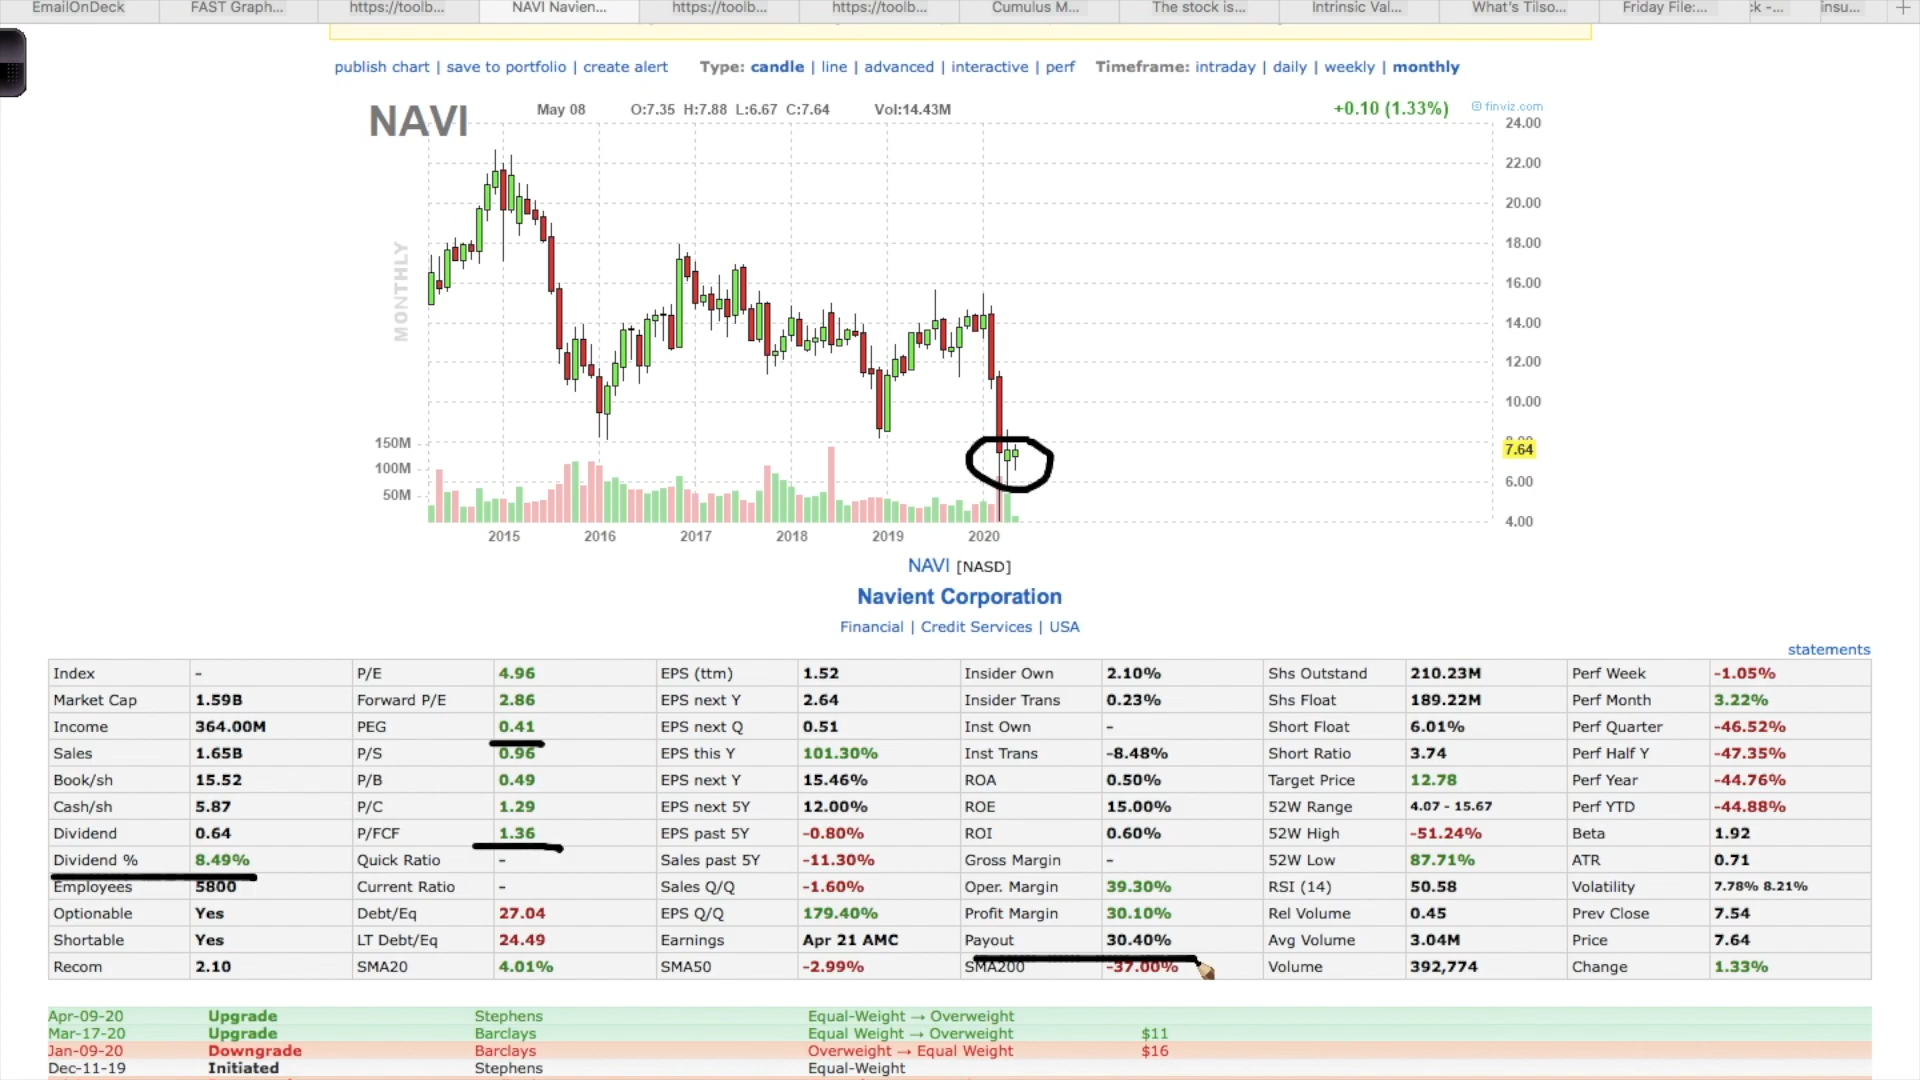 EmailOnDeck FAST Graph... https://toolb... NAVI Navien... https://toolb... https://toolb... Cumulus M... The stock is... Intrinsic Val... What's Tilso... Friday File:... ck -... insu... +
publish chart | save to portfolio | create alert Type: candle | line | advanced | interactive | perf Timeframe: intraday | daily | weekly | monthly
NAVI May 08 O:7.35 H:7.88 L:6.67 C:7.64 Vol:14.43M +0.10 (1.33%) © finviz.com
24.00
22.00
20.00
18.00
16.00
14.00
12.00
10.00
7.64
6.00
4.00
MONTHLY
150M
100M
50M
2015 2016 2017 2018 2019 2020
NAVI [NASD]
Navient Corporation
Financial | Credit Services | USA
statements
Index - P/E 4.96 EPS (ttm) 1.52 Insider Own 2.10% Shs Outstand 210.23M Perf Week -1.05%
Market Cap 1.59B Forward P/E 2.86 EPS next Y 2.64 Insider Trans 0.23% Shs Float 189.22M Perf Month 3.22%
Income 364.00M PEG 0.41 EPS next Q 0.51 Inst Own - Short Float 6.01% Perf Quarter -46.52%
Sales 1.65B P/S 0.96 EPS this Y 101.30% Inst Trans -8.48% Short Ratio 3.74 Perf Half Y -47.35%
Book/sh 15.52 P/B 0.49 EPS next Y 15.46% ROA 0.50% Target Price 12.78 Perf Year -44.76%
Cash/sh 5.87 P/C 1.29 EPS next 5Y 12.00% ROE 15.00% 52W Range 4.07 - 15.67 Perf YTD -44.88%
Dividend 0.64 P/FCF 1.36 EPS past 5Y -0.80% ROI 0.60% 52W High -51.24% Beta 1.92
Dividend % 8.49% Quick Ratio - Sales past 5Y -11.30% Gross Margin - 52W Low 87.71% ATR 0.71
Employees 5800 Current Ratio - Sales Q/Q -1.60% Oper. Margin 39.30% RSI (14) 50.58 Volatility 7.78% 8.21%
Optionable Yes Debt/Eq 27.04 EPS Q/Q 179.40% Profit Margin 30.10% Rel Volume 0.45 Prev Close 7.54
Shortable Yes LT Debt/Eq 24.49 Earnings Apr 21 AMC Payout 30.40% Avg Volume 3.04M Price 7.64
Recom 2.10 SMA20 4.01% SMA50 -2.99% SMA200 -37.00% Volume 392,774 Change 1.33%
Apr-09-20 Upgrade Stephens Equal-Weight → Overweight
Mar-17-20 Upgrade Barclays Equal Weight → Overweight $11
Jan-09-20 Downgrade Barclays Overweight → Equal Weight $16
Dec-11-19 Initiated Stephens Equal-Weight